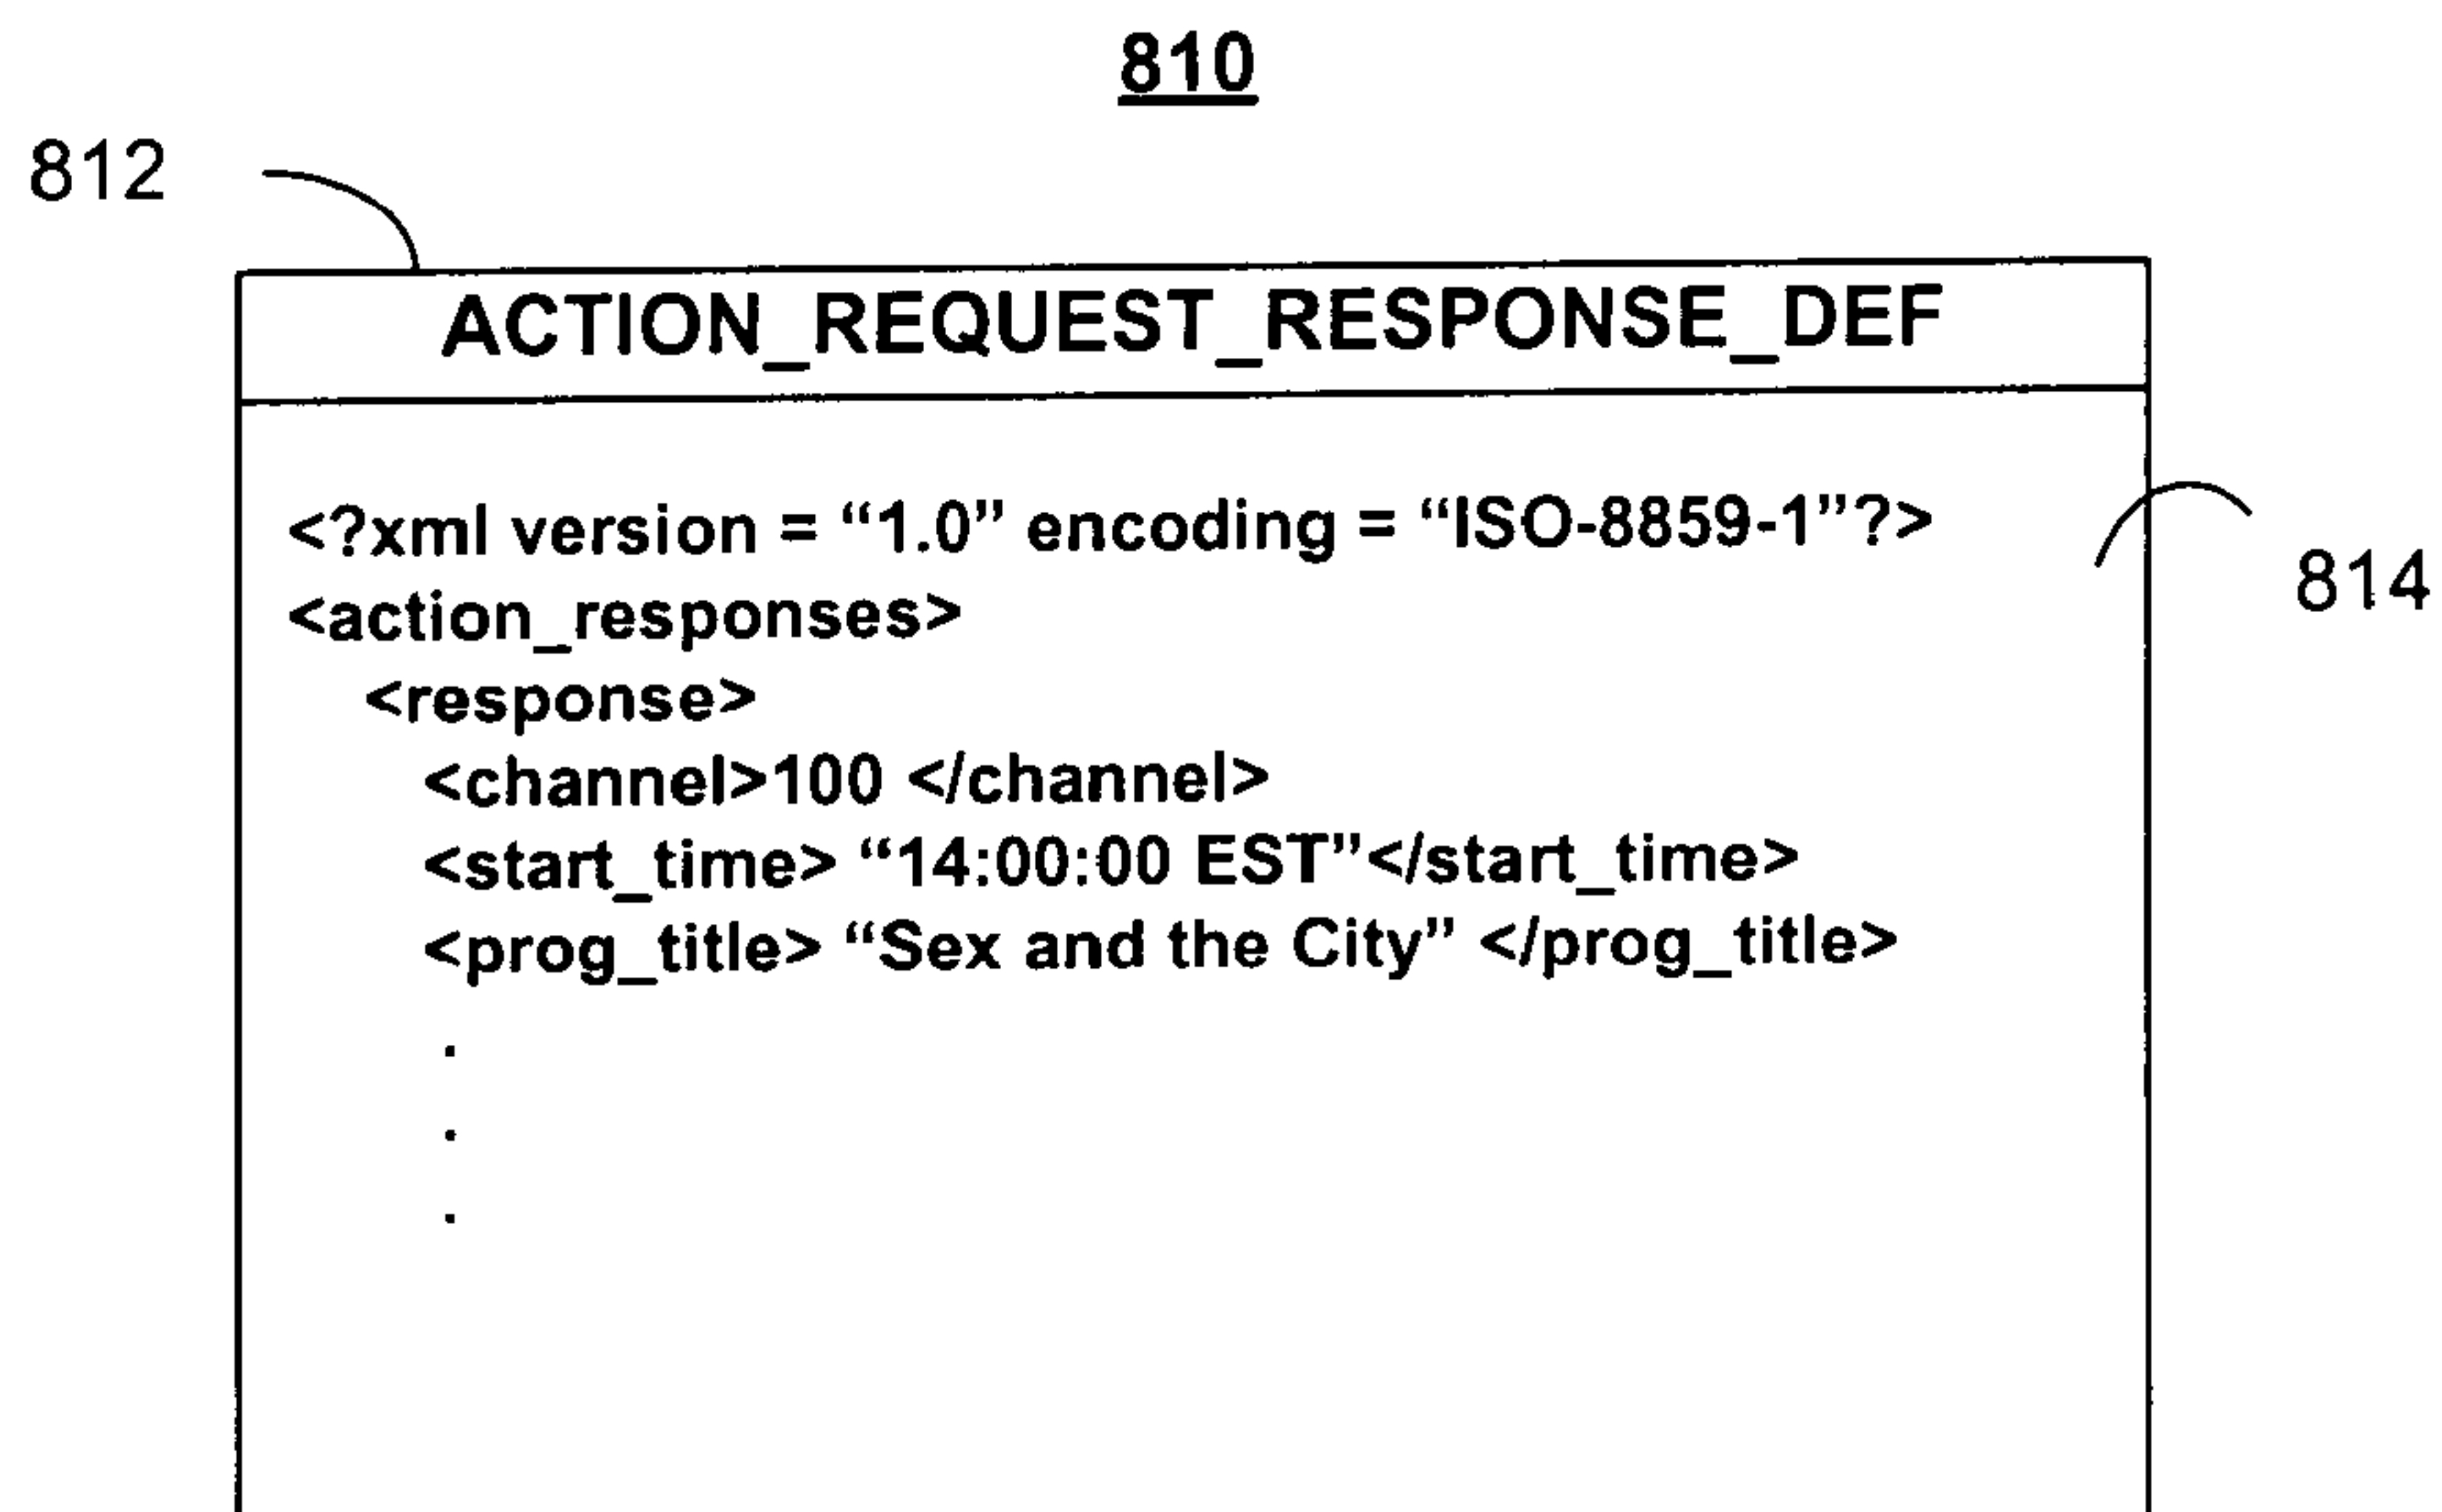 810
812
ACTION_REQUEST_RESPONSE_DEF
<?xml version = “1.0” encoding = “ISO-8859-1”?>
814
<action_responses>
<response>
<channel>100 </channel>
<start_time> “14:00:00 EST”</start_time>
<prog_title> “Sex and the City” </prog_title>
.
.
.